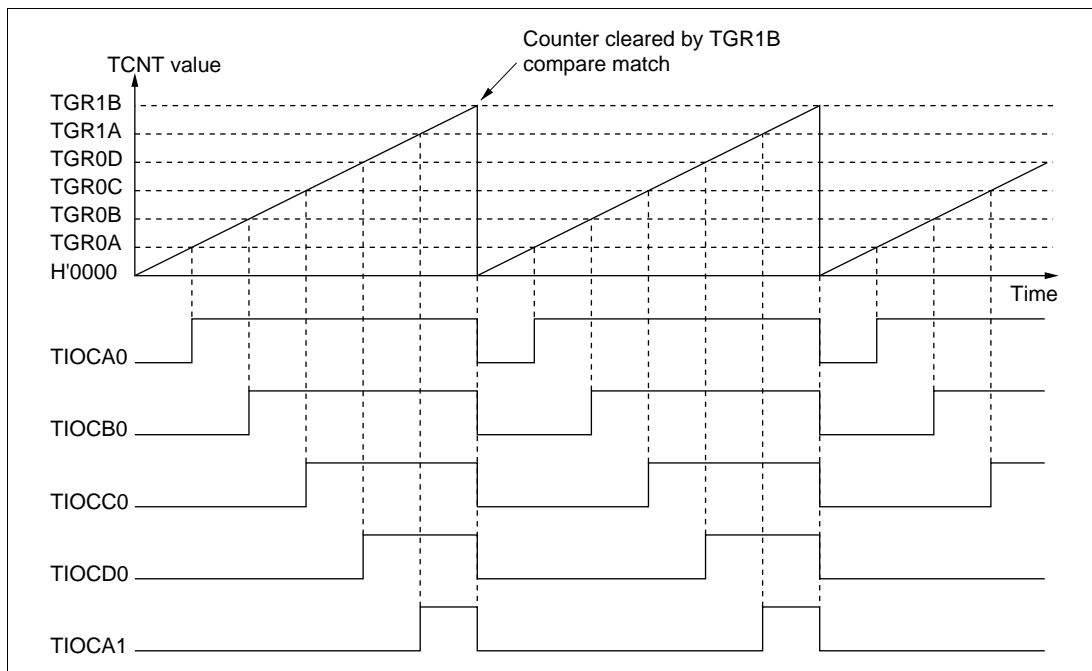 Counter cleared by TGR1B
compare match
TCNT value
TGR1B
TGR1A
TGR0D
TGR0C
TGR0B
TGR0A
H'0000
Time
TIOCA0
TIOCB0
TIOCC0
TIOCD0
TIOCA1